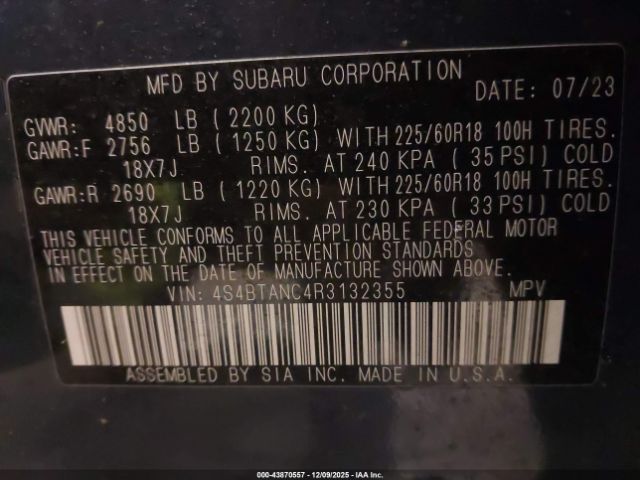 MFD BY SUBARU CORPORATION
DATE: 07/23
GVWR: 4850 LB ( 2200 KG)
GAWR:F 2756 LB ( 1250 KG) WITH 225/60R18 100H TIRES.
18X7J RIMS. AT 240 KPA ( 35 PSI) COLD
GAWR:R 2690 LB ( 1220 KG) WITH 225/60R18 100H TIRES.
18X7J RIMS. AT 230 KPA ( 33 PSI) COLD
THIS VEHICLE CONFORMS TO ALL APPLICABLE FEDERAL MOTOR
VEHICLE SAFETY AND THEFT PREVENTION STANDARDS
IN EFFECT ON THE DATE OF MANUFACTURE SHOWN ABOVE.
VIN: 4S4BTANC4R3132355 MPV
ASSEMBLED BY SIA INC. MADE IN U.S.A.
000-43870557 - 12/09/2025 - IAA Inc.